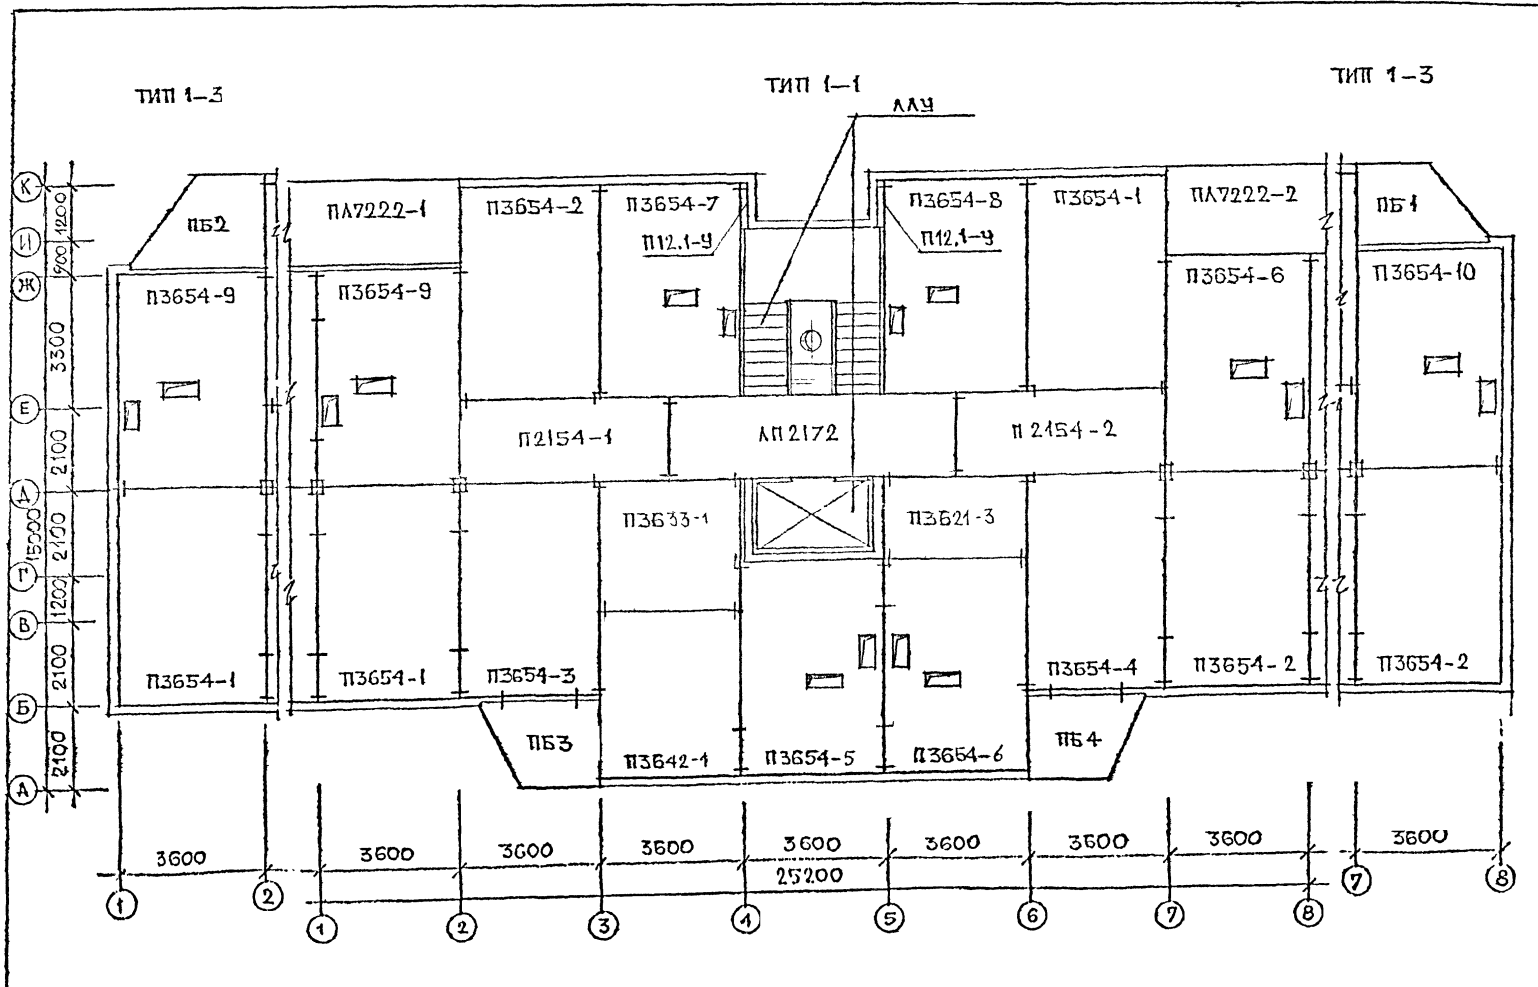 ТИП 1-3
ТИП 1-1
ТИП 1-3
ЛЛУ
К
И
Ж
Е
Д
Г
В
Б
А
1200
900
3300
2100
2100
1200
2100
2100
15000
ПБ2
ПЛ7222-1
П3654-2
П3654-7
П3654-8
П3654-1
ПЛ7222-2
ПБ1
П12.1-У
П12.1-У
П3654-9
П3654-9
П3654-6
П3654-10
П2154-1
ЛП2172
П2154-2
П3633-1
П3621-3
П3654-1
П3654-1
П3654-3
П3654-4
П3654-2
П3654-2
ПБ3
П3642-1
П3654-5
П3654-6
ПБ4
3600
3600
3600
3600
3600
3600
3600
3600
3600
25200
1
2
1
2
3
4
5
6
7
8
7
8